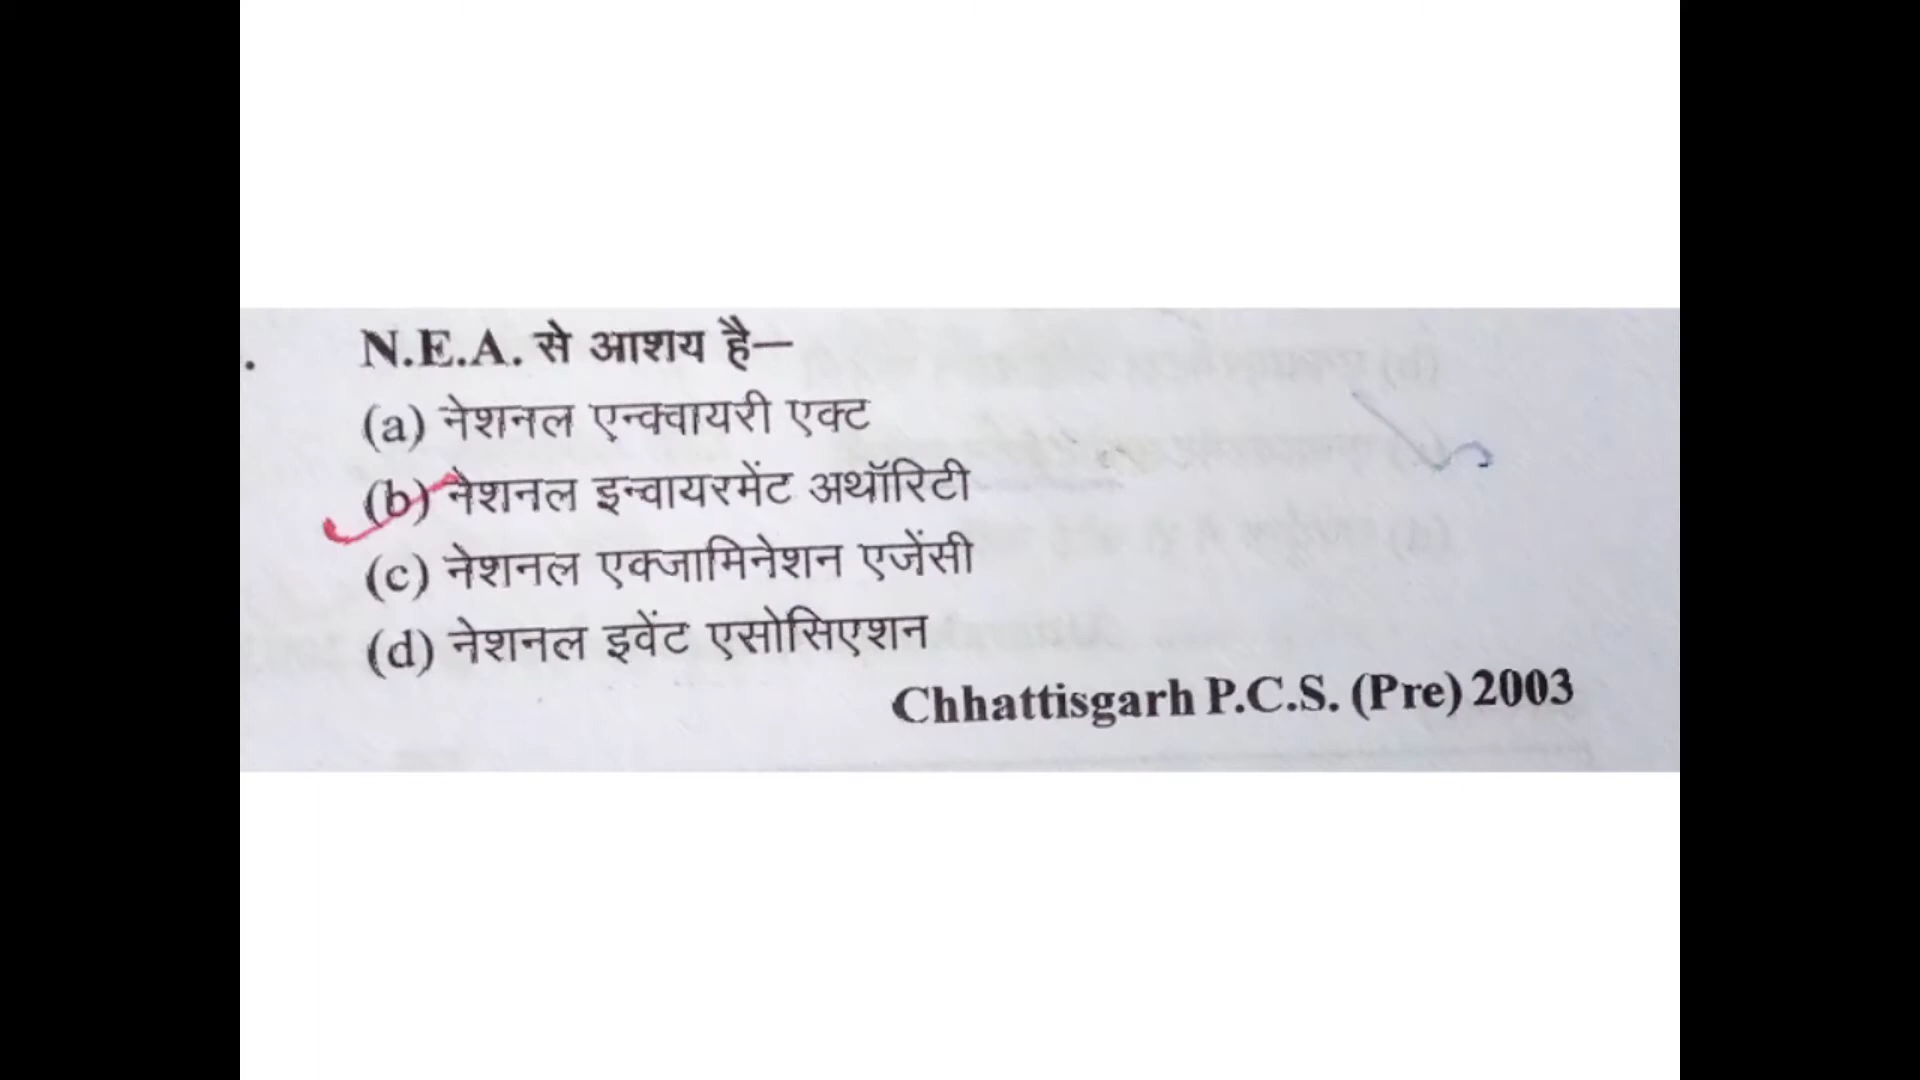 N.E.A. से आशय है—
(a) नेशनल एन्क्वायरी एक्ट
(b) नेशनल इन्वायरमेंट अथॉरिटी
(c) नेशनल एक्जामिनेशन एजेंसी
(d) नेशनल इवेंट एसोसिएशन
Chhattisgarh P.C.S. (Pre) 2003